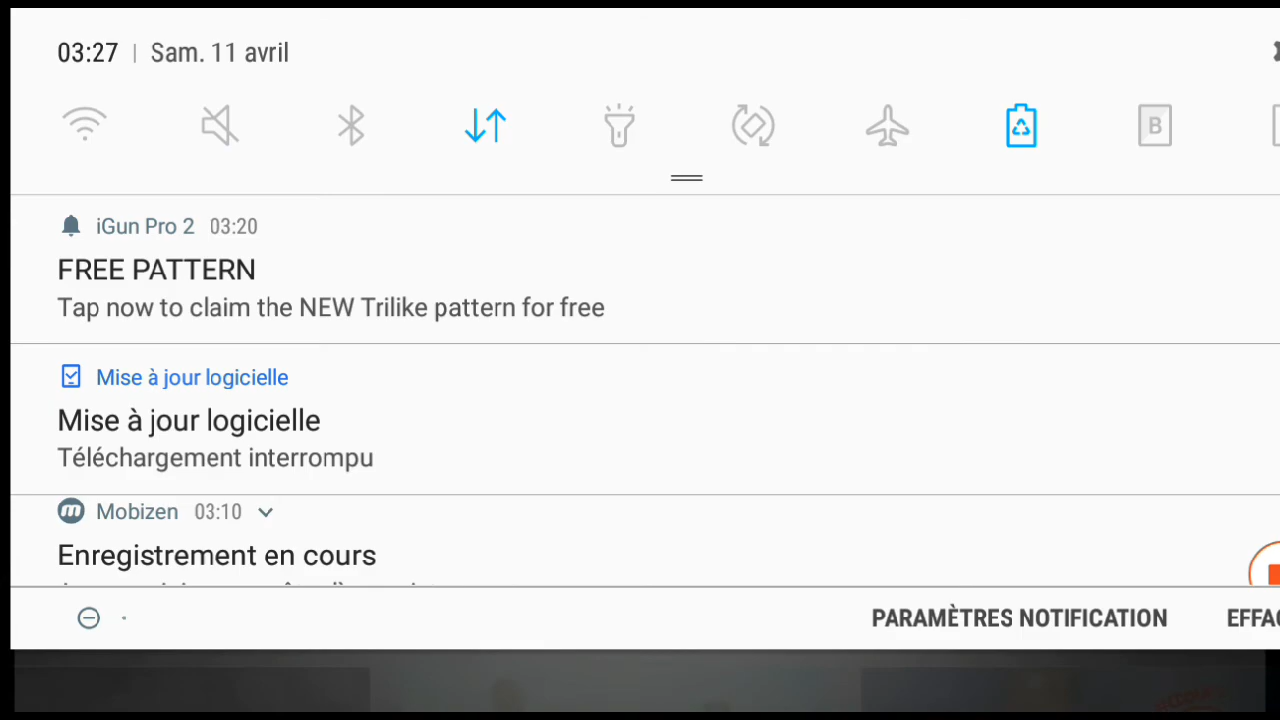 03:27 | Sam. 11 avril
B
iGun Pro 2 03:20
FREE PATTERN
Tap now to claim the NEW Trilike pattern for free
Mise à jour logicielle
Mise à jour logicielle
Téléchargement interrompu
Mobizen 03:10
Enregistrement en cours
PARAMÈTRES NOTIFICATION